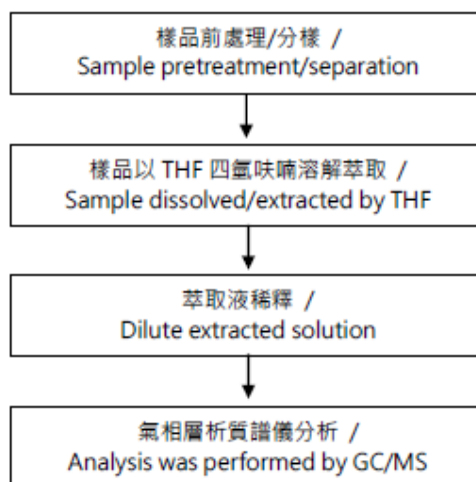 樣品前處理/分樣 /
Sample pretreatment/separation
樣品以 THF 四氫呋喃溶解萃取 /
Sample dissolved/extracted by THF
萃取液稀釋 /
Dilute extracted solution
氣相層析質譜儀分析 /
Analysis was performed by GC/MS